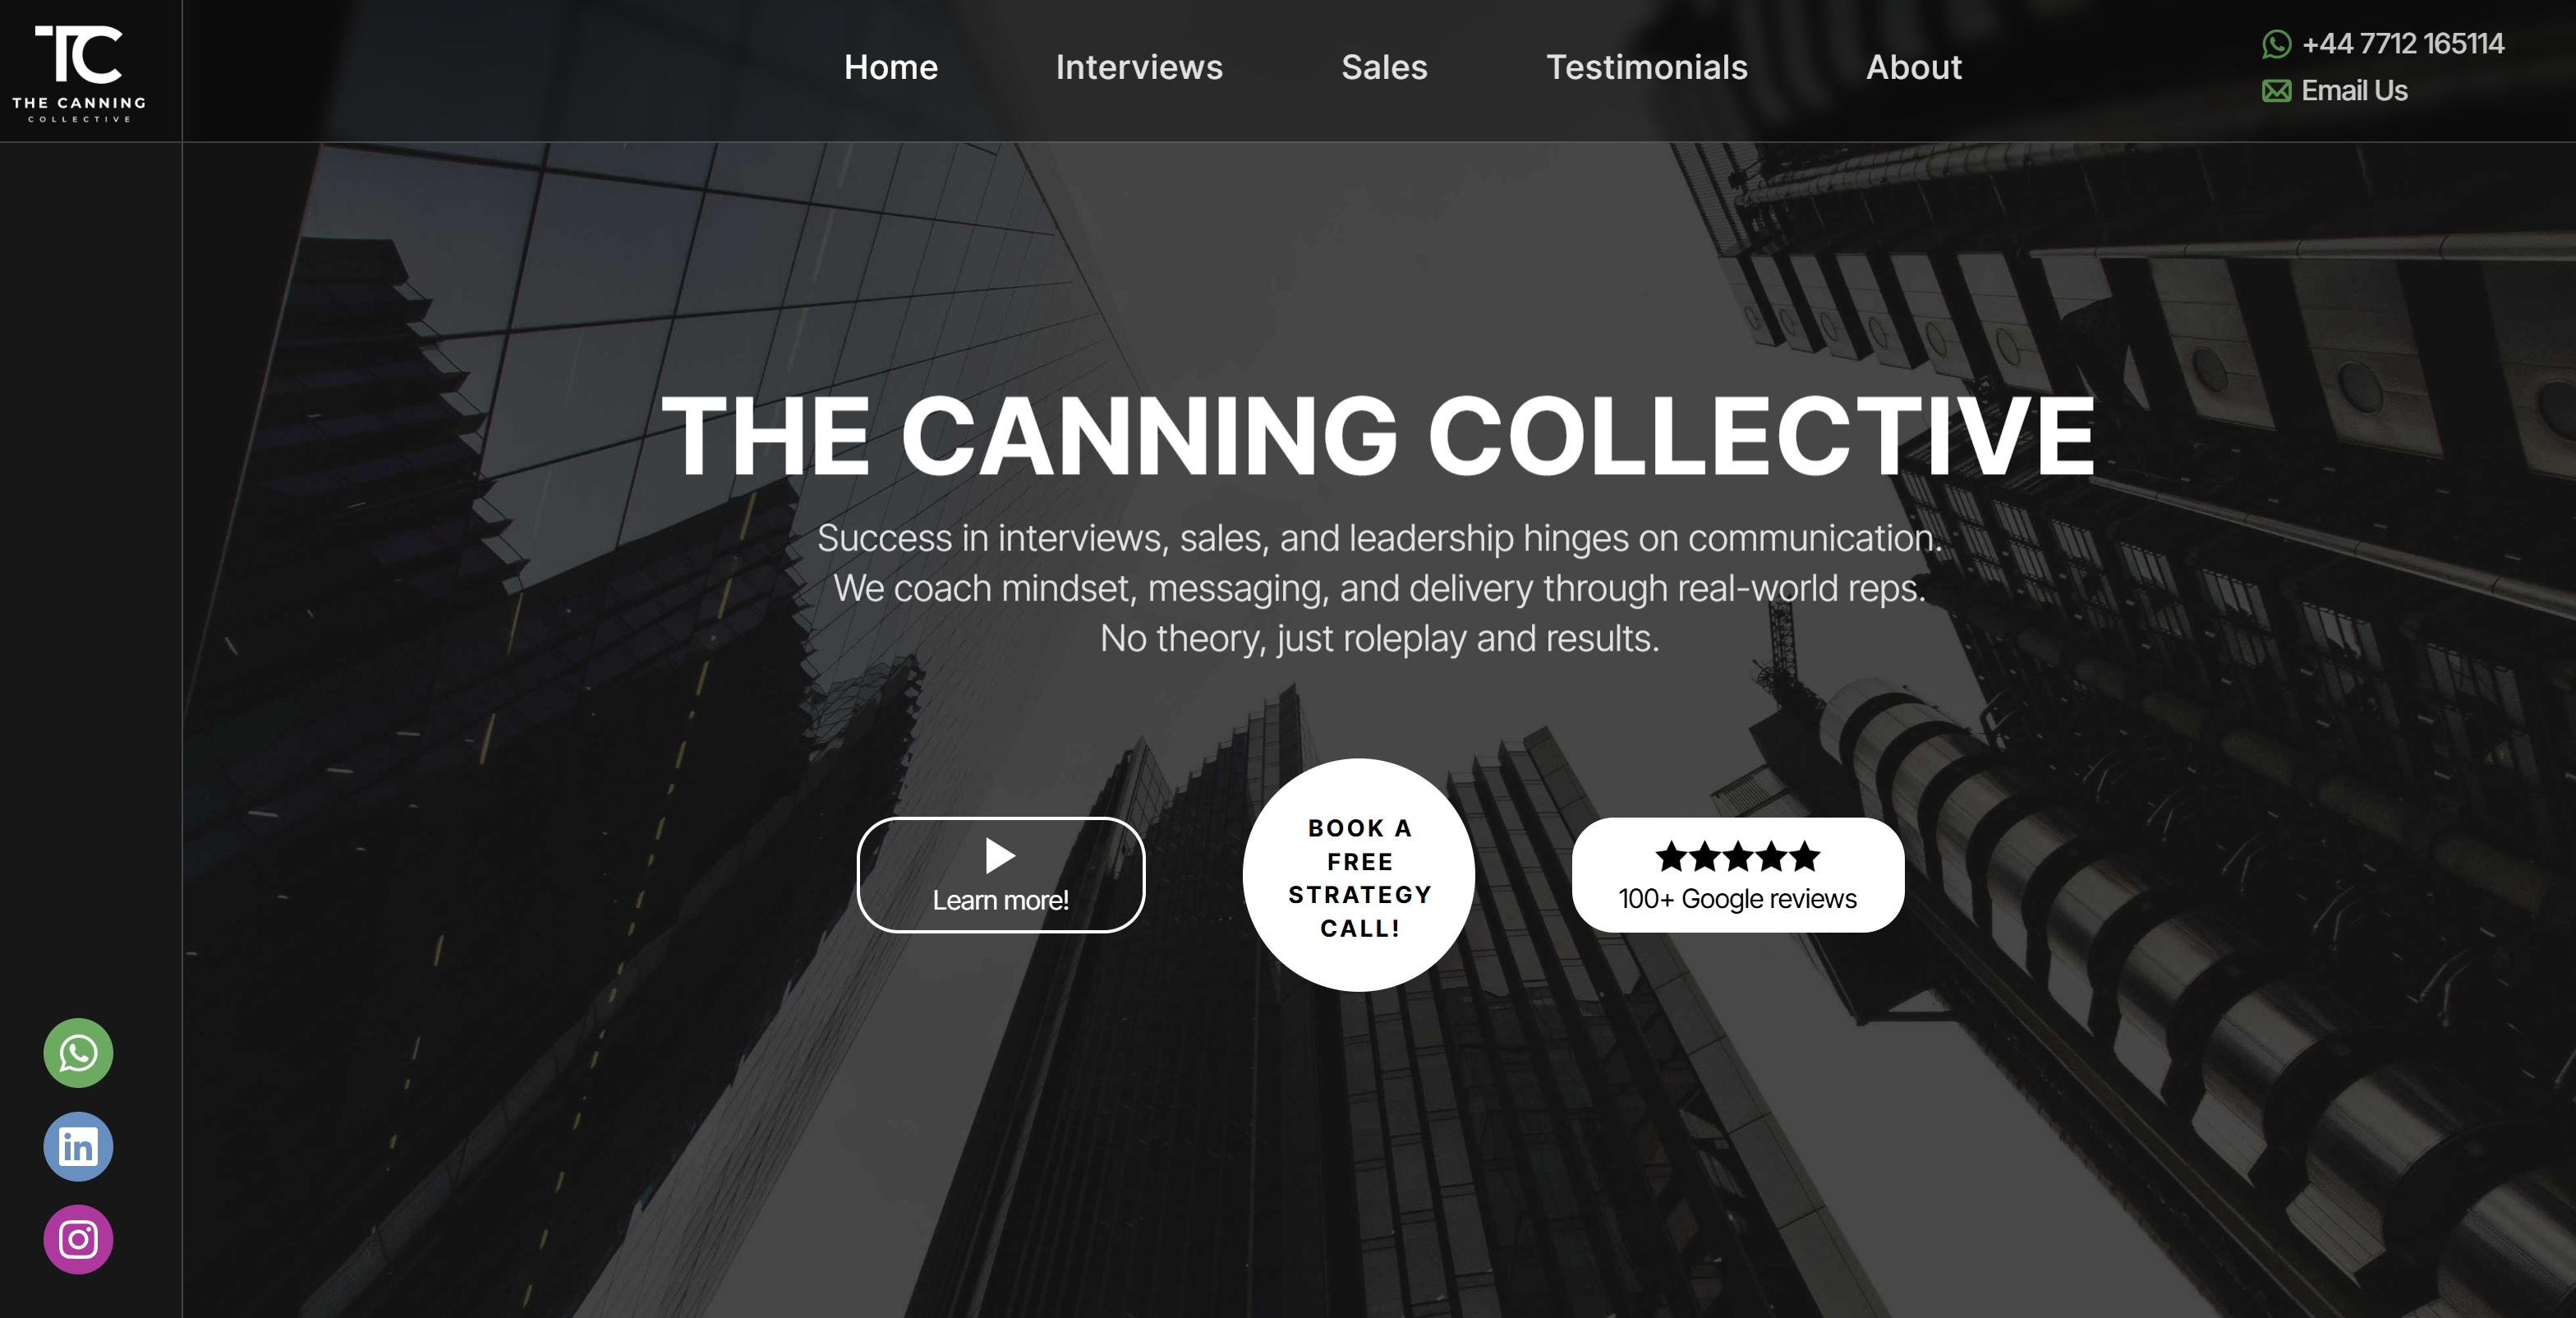 TC
THE CANNING
COLLECTIVE
Home
Interviews
Sales
Testimonials
About
+44 7712 165114
Email Us
THE CANNING COLLECTIVE
Success in interviews, sales, and leadership hinges on communication.
We coach mindset, messaging, and delivery through real-world reps.
No theory, just roleplay and results.
Learn more!
BOOK A
FREE
STRATEGY
CALL!
100+ Google reviews
in